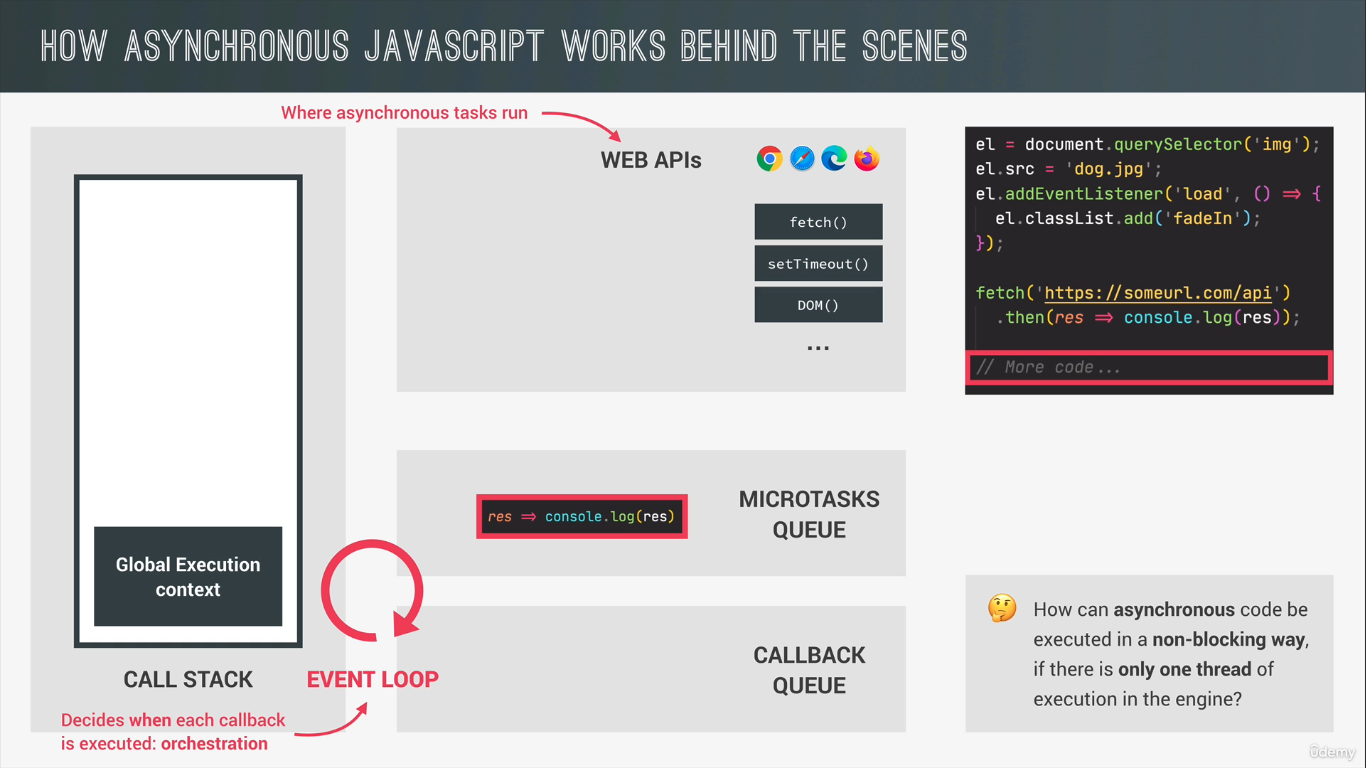 HOW ASYNCHRONOUS JAVASCRIPT WORKS BEHIND THE SCENES
Where asynchronous tasks run
WEB APIs
fetch()
setTimeout()
DOM()
...
el = document.querySelector('img');
el.src = 'dog.jpg';
el.addEventListener('load', () => {
el.classList.add('fadeIn');
});
fetch('https://someurl.com/api')
.then(res => console.log(res));
// More code...
Global Execution
context
CALL STACK
EVENT LOOP
Decides when each callback
is executed: orchestration
res => console.log(res)
MICROTASKS
QUEUE
CALLBACK
QUEUE
How can asynchronous code be
executed in a non-blocking way,
if there is only one thread of
execution in the engine?
ûdemy